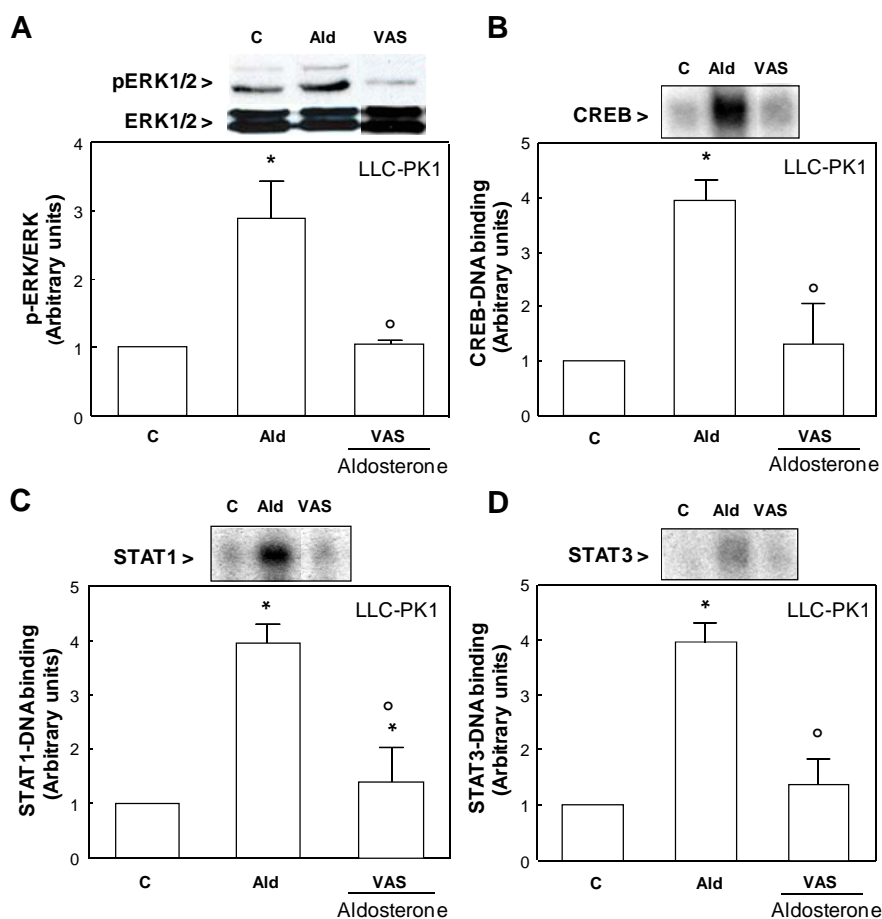 A
C Ald VAS
pERK1/2 >
ERK1/2 >
4
3
2
1
0
p-ERK/ERK
(Arbitrary units)
*
°
LLC-PK1
C Ald VAS
Aldosterone
B
C Ald VAS
CREB >
5
4
3
2
1
0
CREB-DNA binding
(Arbitrary units)
*
°
LLC-PK1
C Ald VAS
Aldosterone
C
C Ald VAS
STAT1 >
5
4
3
2
1
0
STAT1-DNA binding
(Arbitrary units)
*
°
*
LLC-PK1
C Ald VAS
Aldosterone
D
C Ald VAS
STAT3 >
5
4
3
2
1
0
STAT3-DNA binding
(Arbitrary units)
*
°
LLC-PK1
C Ald VAS
Aldosterone